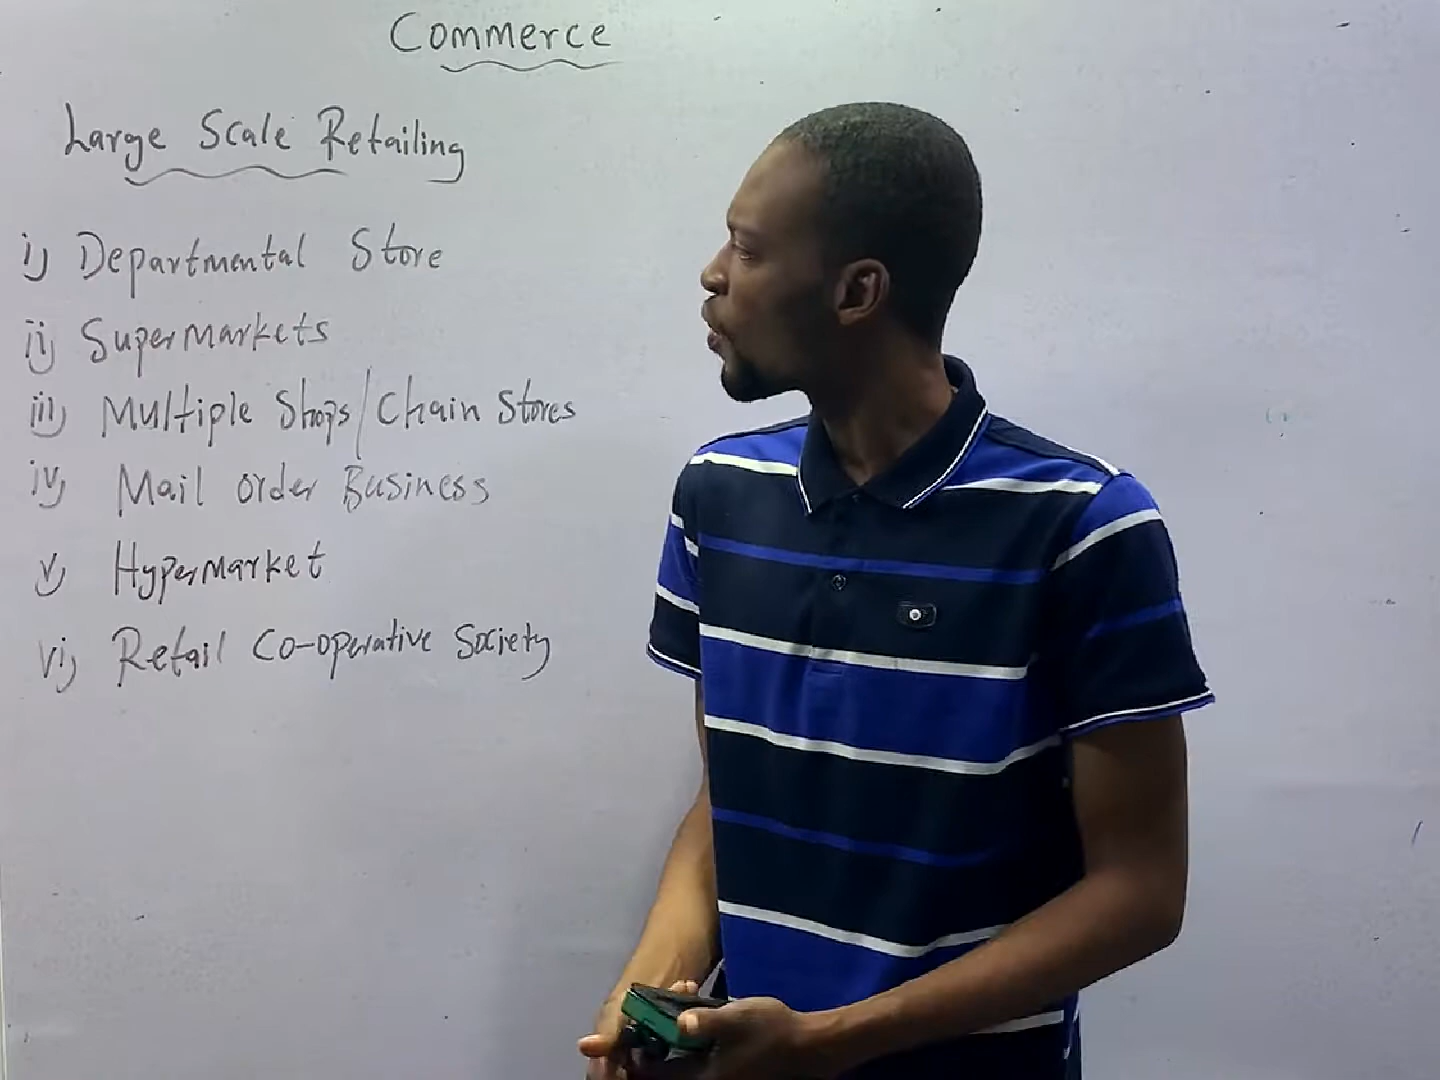 Commerce
Large Scale Retailing
i) Departmental Store
ii) Supermarkets
iii) Multiple Shops/Chain Stores
iv) Mail order Business
v) Hypermarket
vi) Retail Co-operative Society